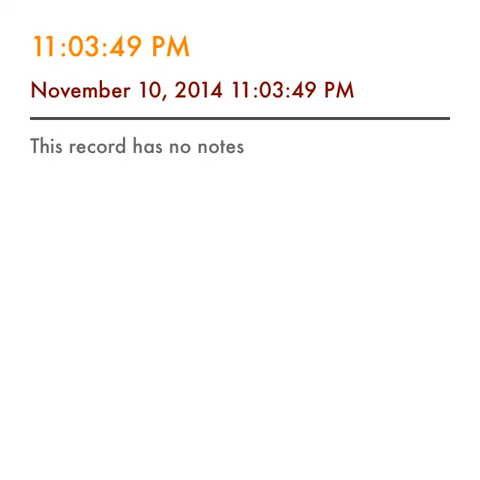 11:03:49 PM
November 10, 2014 11:03:49 PM
This record has no notes